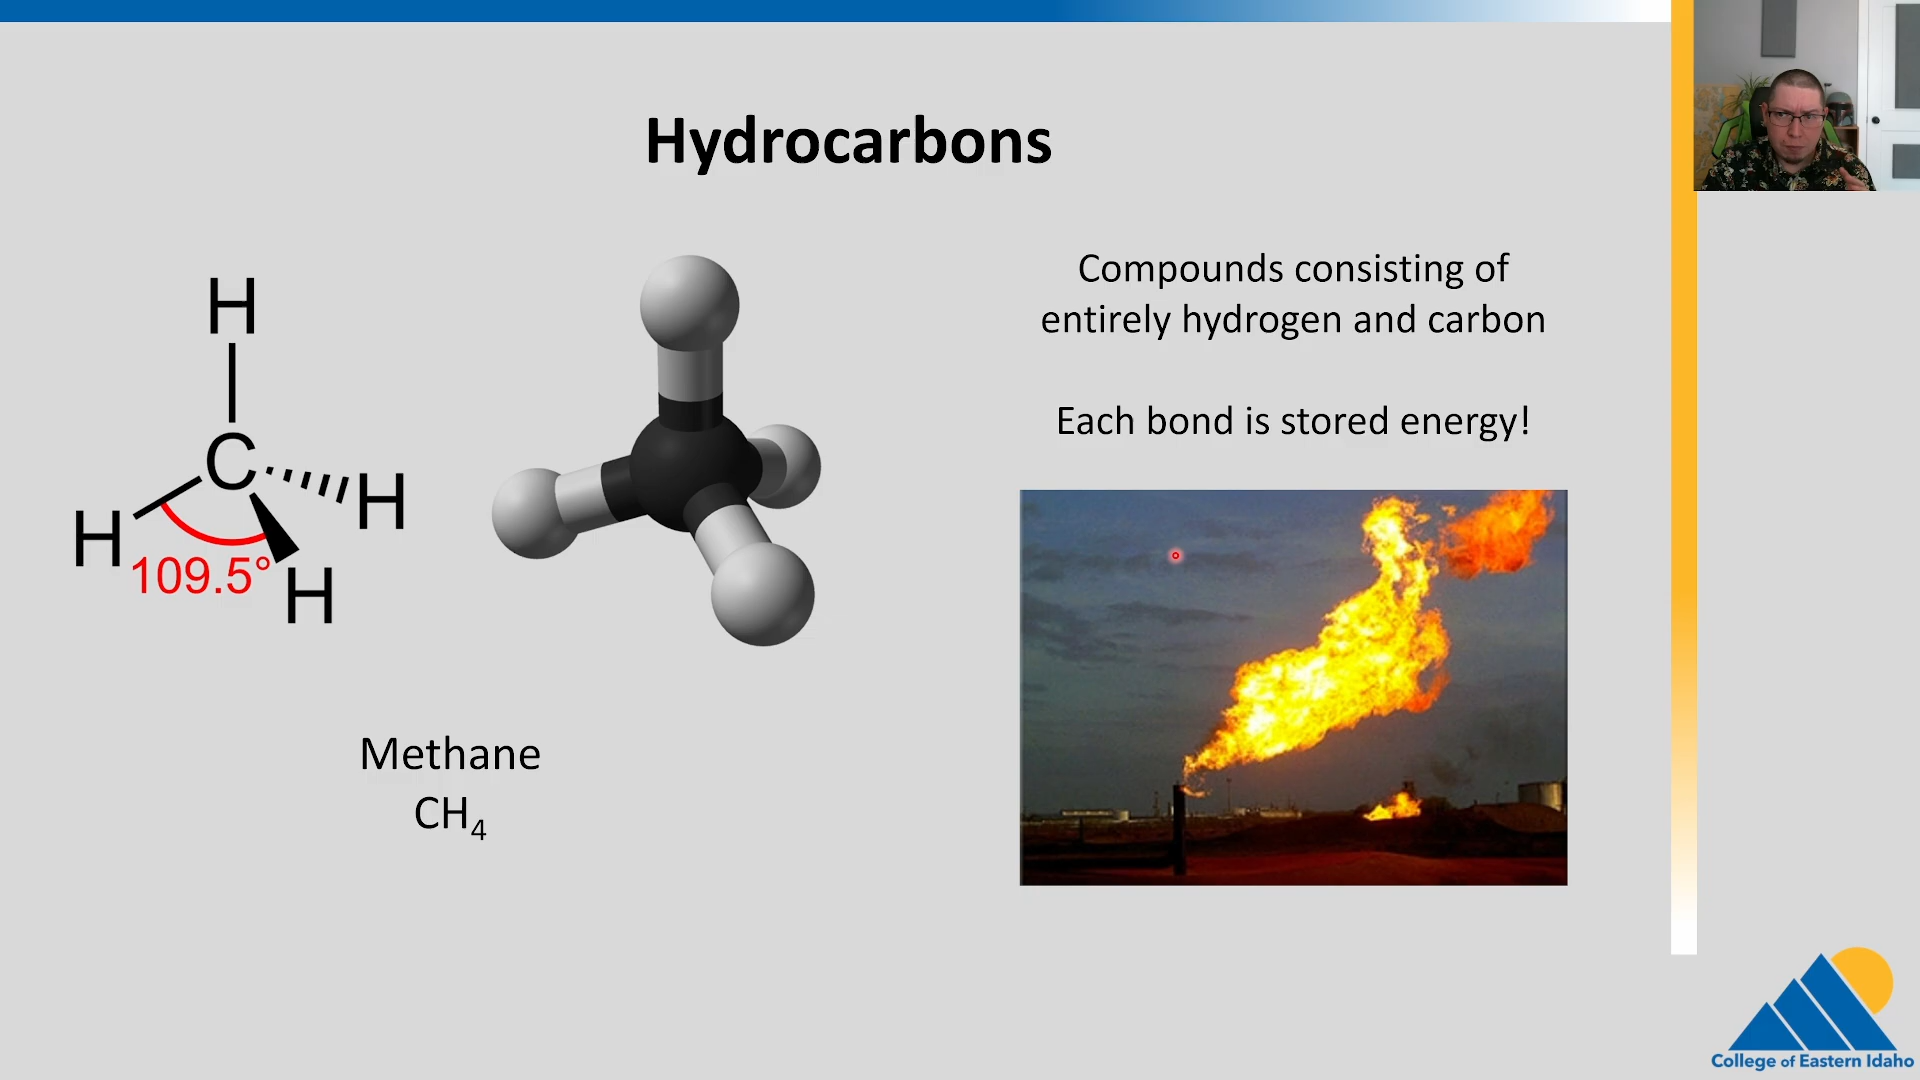 Hydrocarbons
H
C
H
H
109.5°
H
Methane
CH₄
Compounds consisting of
entirely hydrogen and carbon
Each bond is stored energy!
College of Eastern Idaho